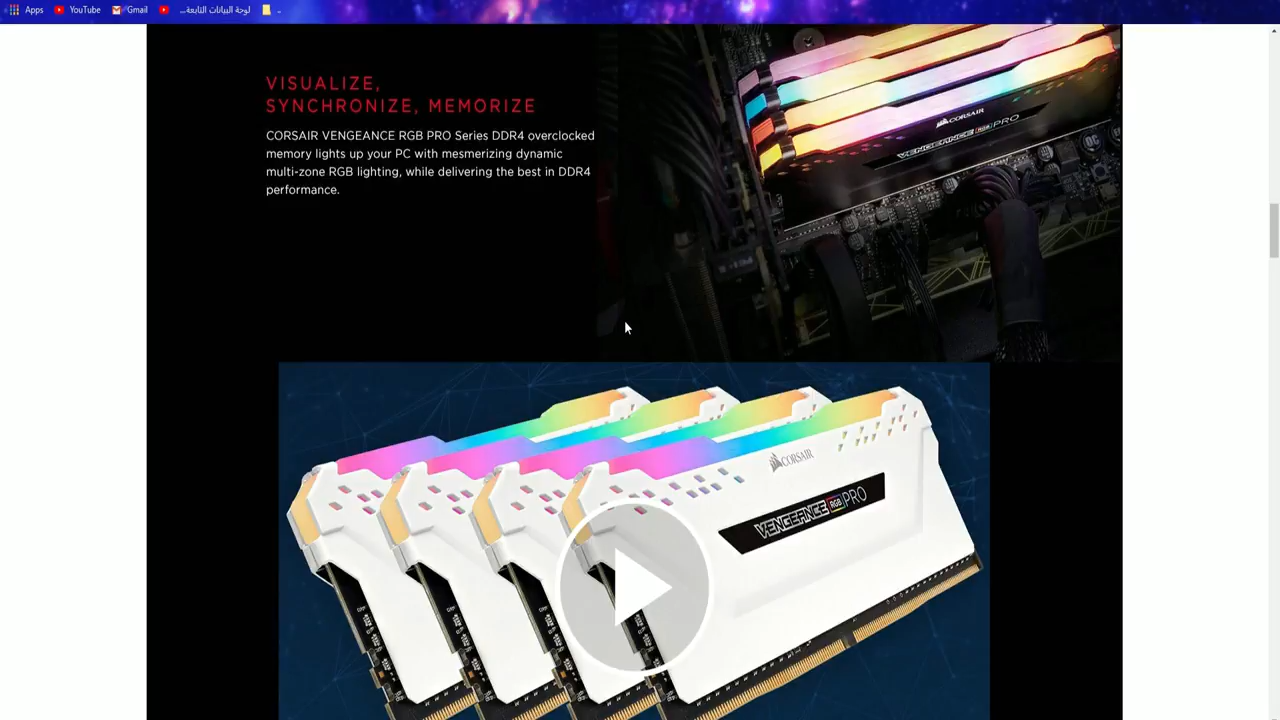 Apps
YouTube
Gmail
لوحة البيانات التابعة...
VISUALIZE,
SYNCHRONIZE, MEMORIZE
CORSAIR VENGEANCE RGB PRO Series DDR4 overclocked
memory lights up your PC with mesmerizing dynamic
multi-zone RGB lighting, while delivering the best in DDR4
performance.
CORSAIR
VENGEANCE RGB PRO
CORSAIR
VENGEANCE RGB PRO